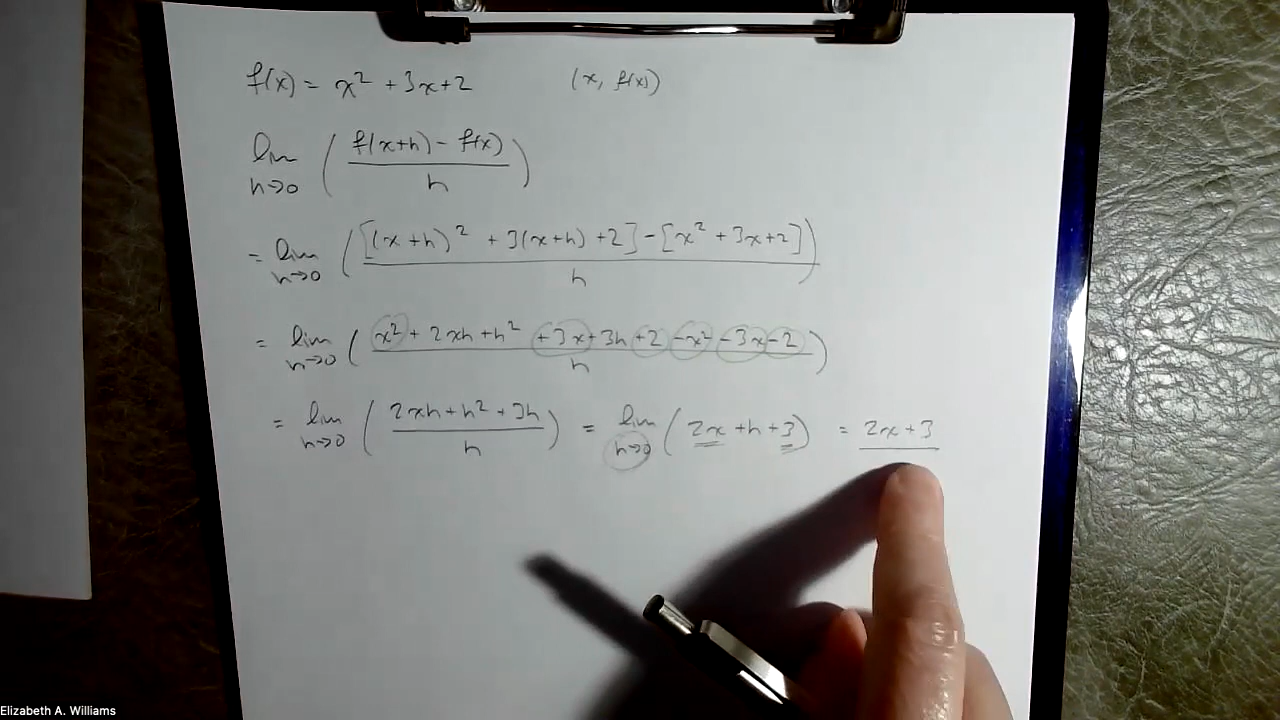 f(x) = x² + 3x + 2 (x, f(x))
lim ( f(x+h) - f(x) )
h→0 h
= lim ( [(x+h)² + 3(x+h) + 2] - [x² + 3x + 2] )
h→0 h
= lim ( x² + 2xh + h² + 3x + 3h + 2 - x² - 3x - 2 )
h→0 h
= lim ( 2xh + h² + 3h ) = lim ( 2x + h + 3 ) = 2x + 3
h→0 h h→0
Elizabeth A. Williams